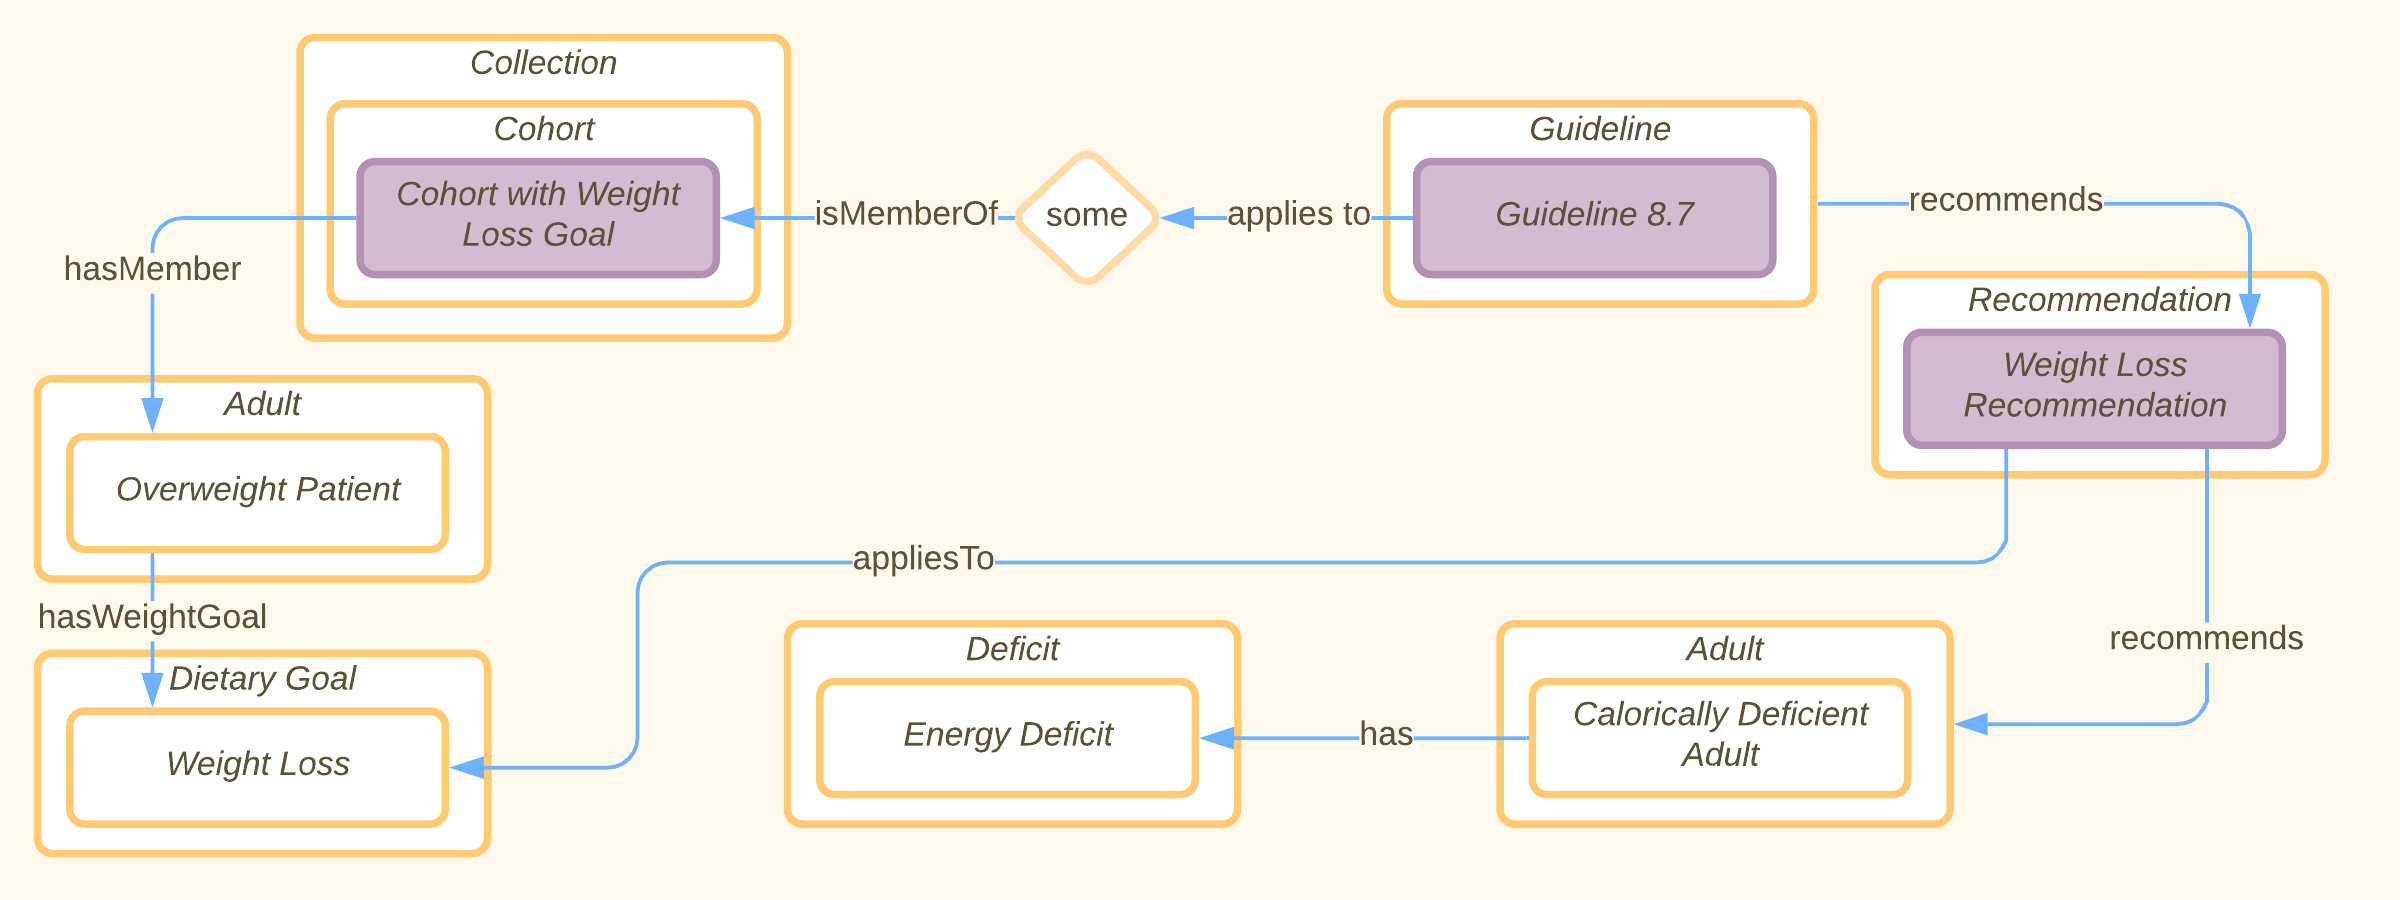 Collection
Cohort
Cohort with Weight
Loss Goal
isMemberOf
some
applies to
Guideline
Guideline 8.7
recommends
Recommendation
Weight Loss
Recommendation
hasMember
Adult
Overweight Patient
hasWeightGoal
Dietary Goal
Weight Loss
appliesTo
Deficit
Energy Deficit
has
Adult
Calorically Deficient
Adult
recommends